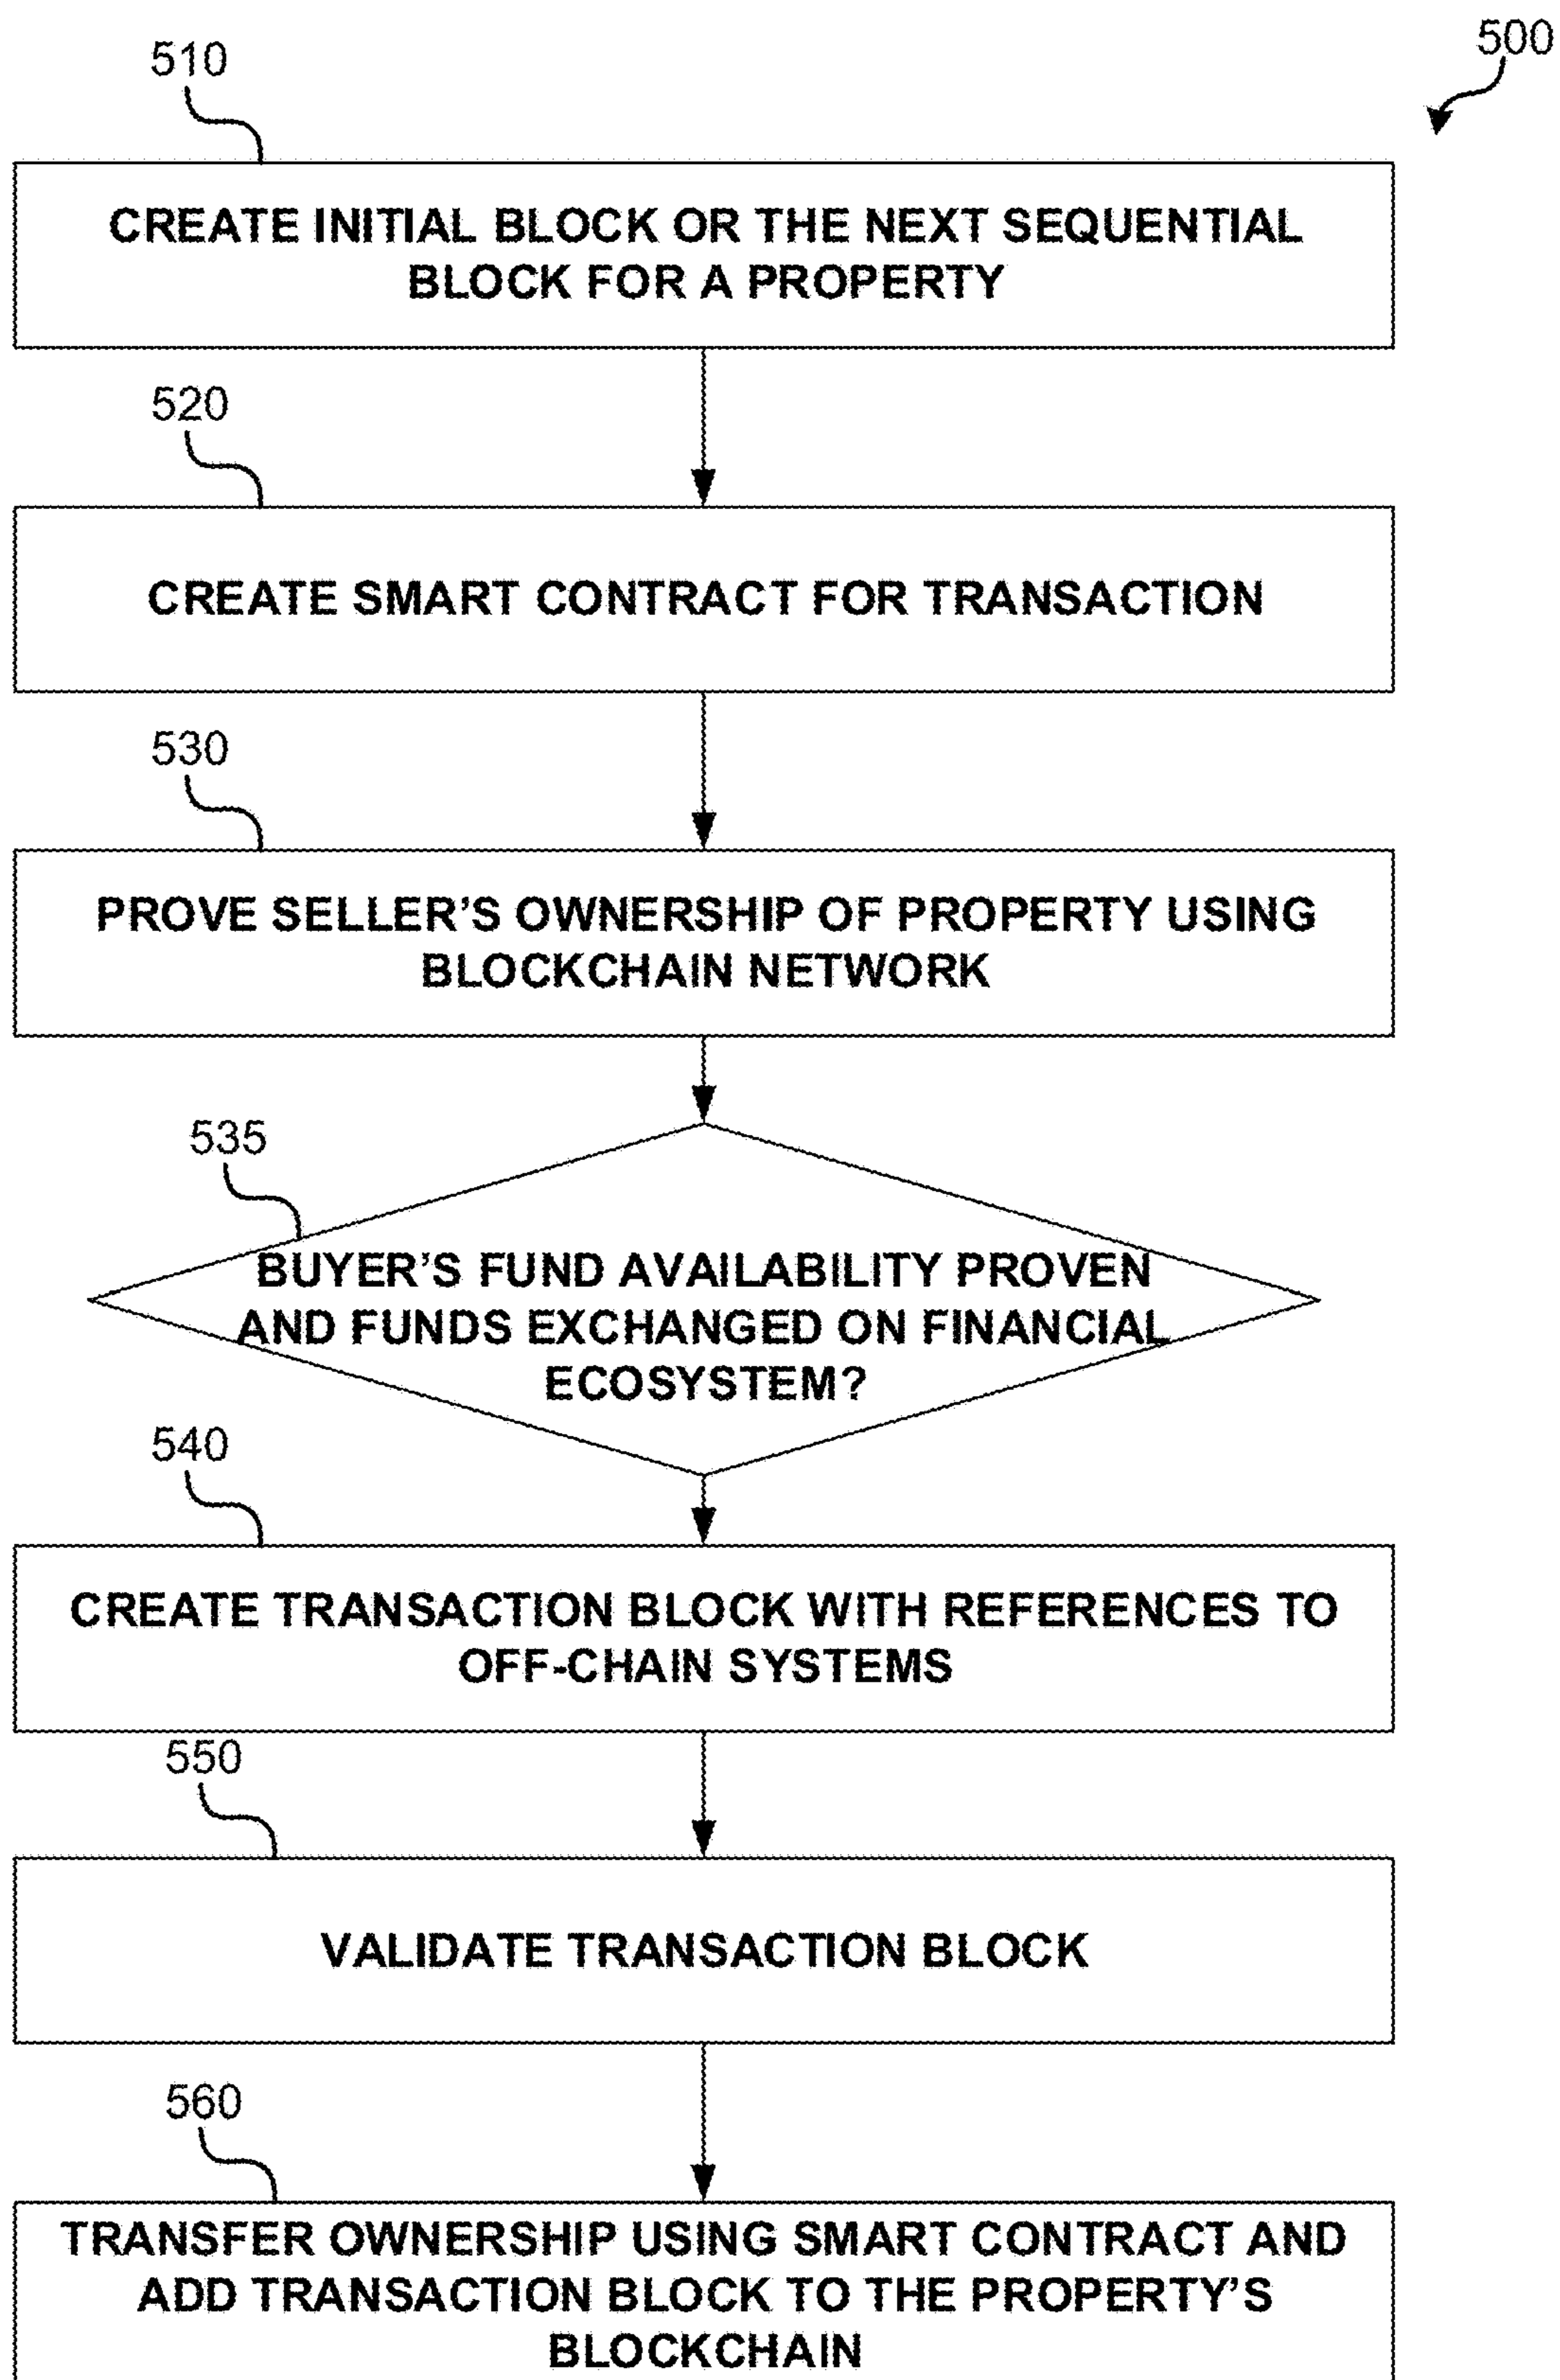 500
510
CREATE INITIAL BLOCK OR THE NEXT SEQUENTIAL
BLOCK FOR A PROPERTY
520
CREATE SMART CONTRACT FOR TRANSACTION
530
PROVE SELLER’S OWNERSHIP OF PROPERTY USING
BLOCKCHAIN NETWORK
535
BUYER’S FUND AVAILABILITY PROVEN
AND FUNDS EXCHANGED ON FINANCIAL
ECOSYSTEM?
540
CREATE TRANSACTION BLOCK WITH REFERENCES TO
OFF-CHAIN SYSTEMS
550
VALIDATE TRANSACTION BLOCK
560
TRANSFER OWNERSHIP USING SMART CONTRACT AND
ADD TRANSACTION BLOCK TO THE PROPERTY’S
BLOCKCHAIN